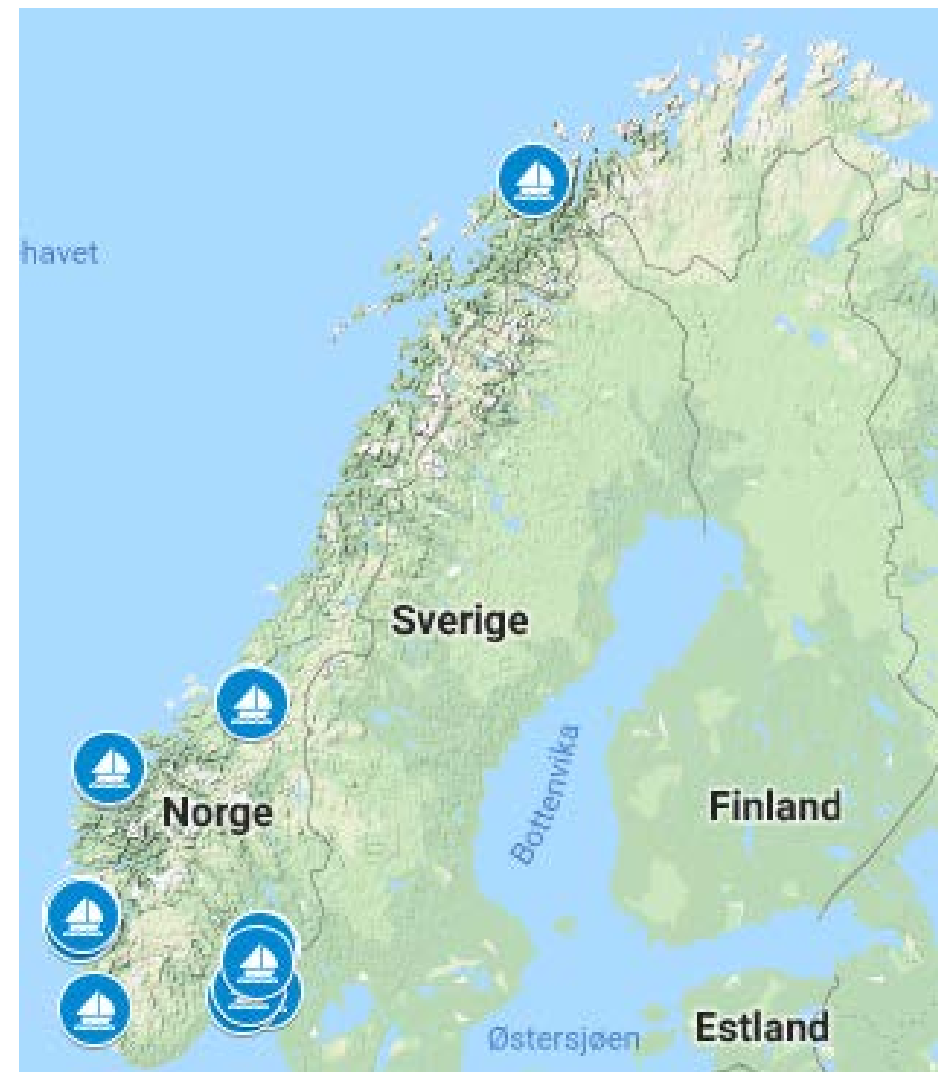 havet
Sverige
Bottenvika
Norge
Finland
Østersjøen
Estland